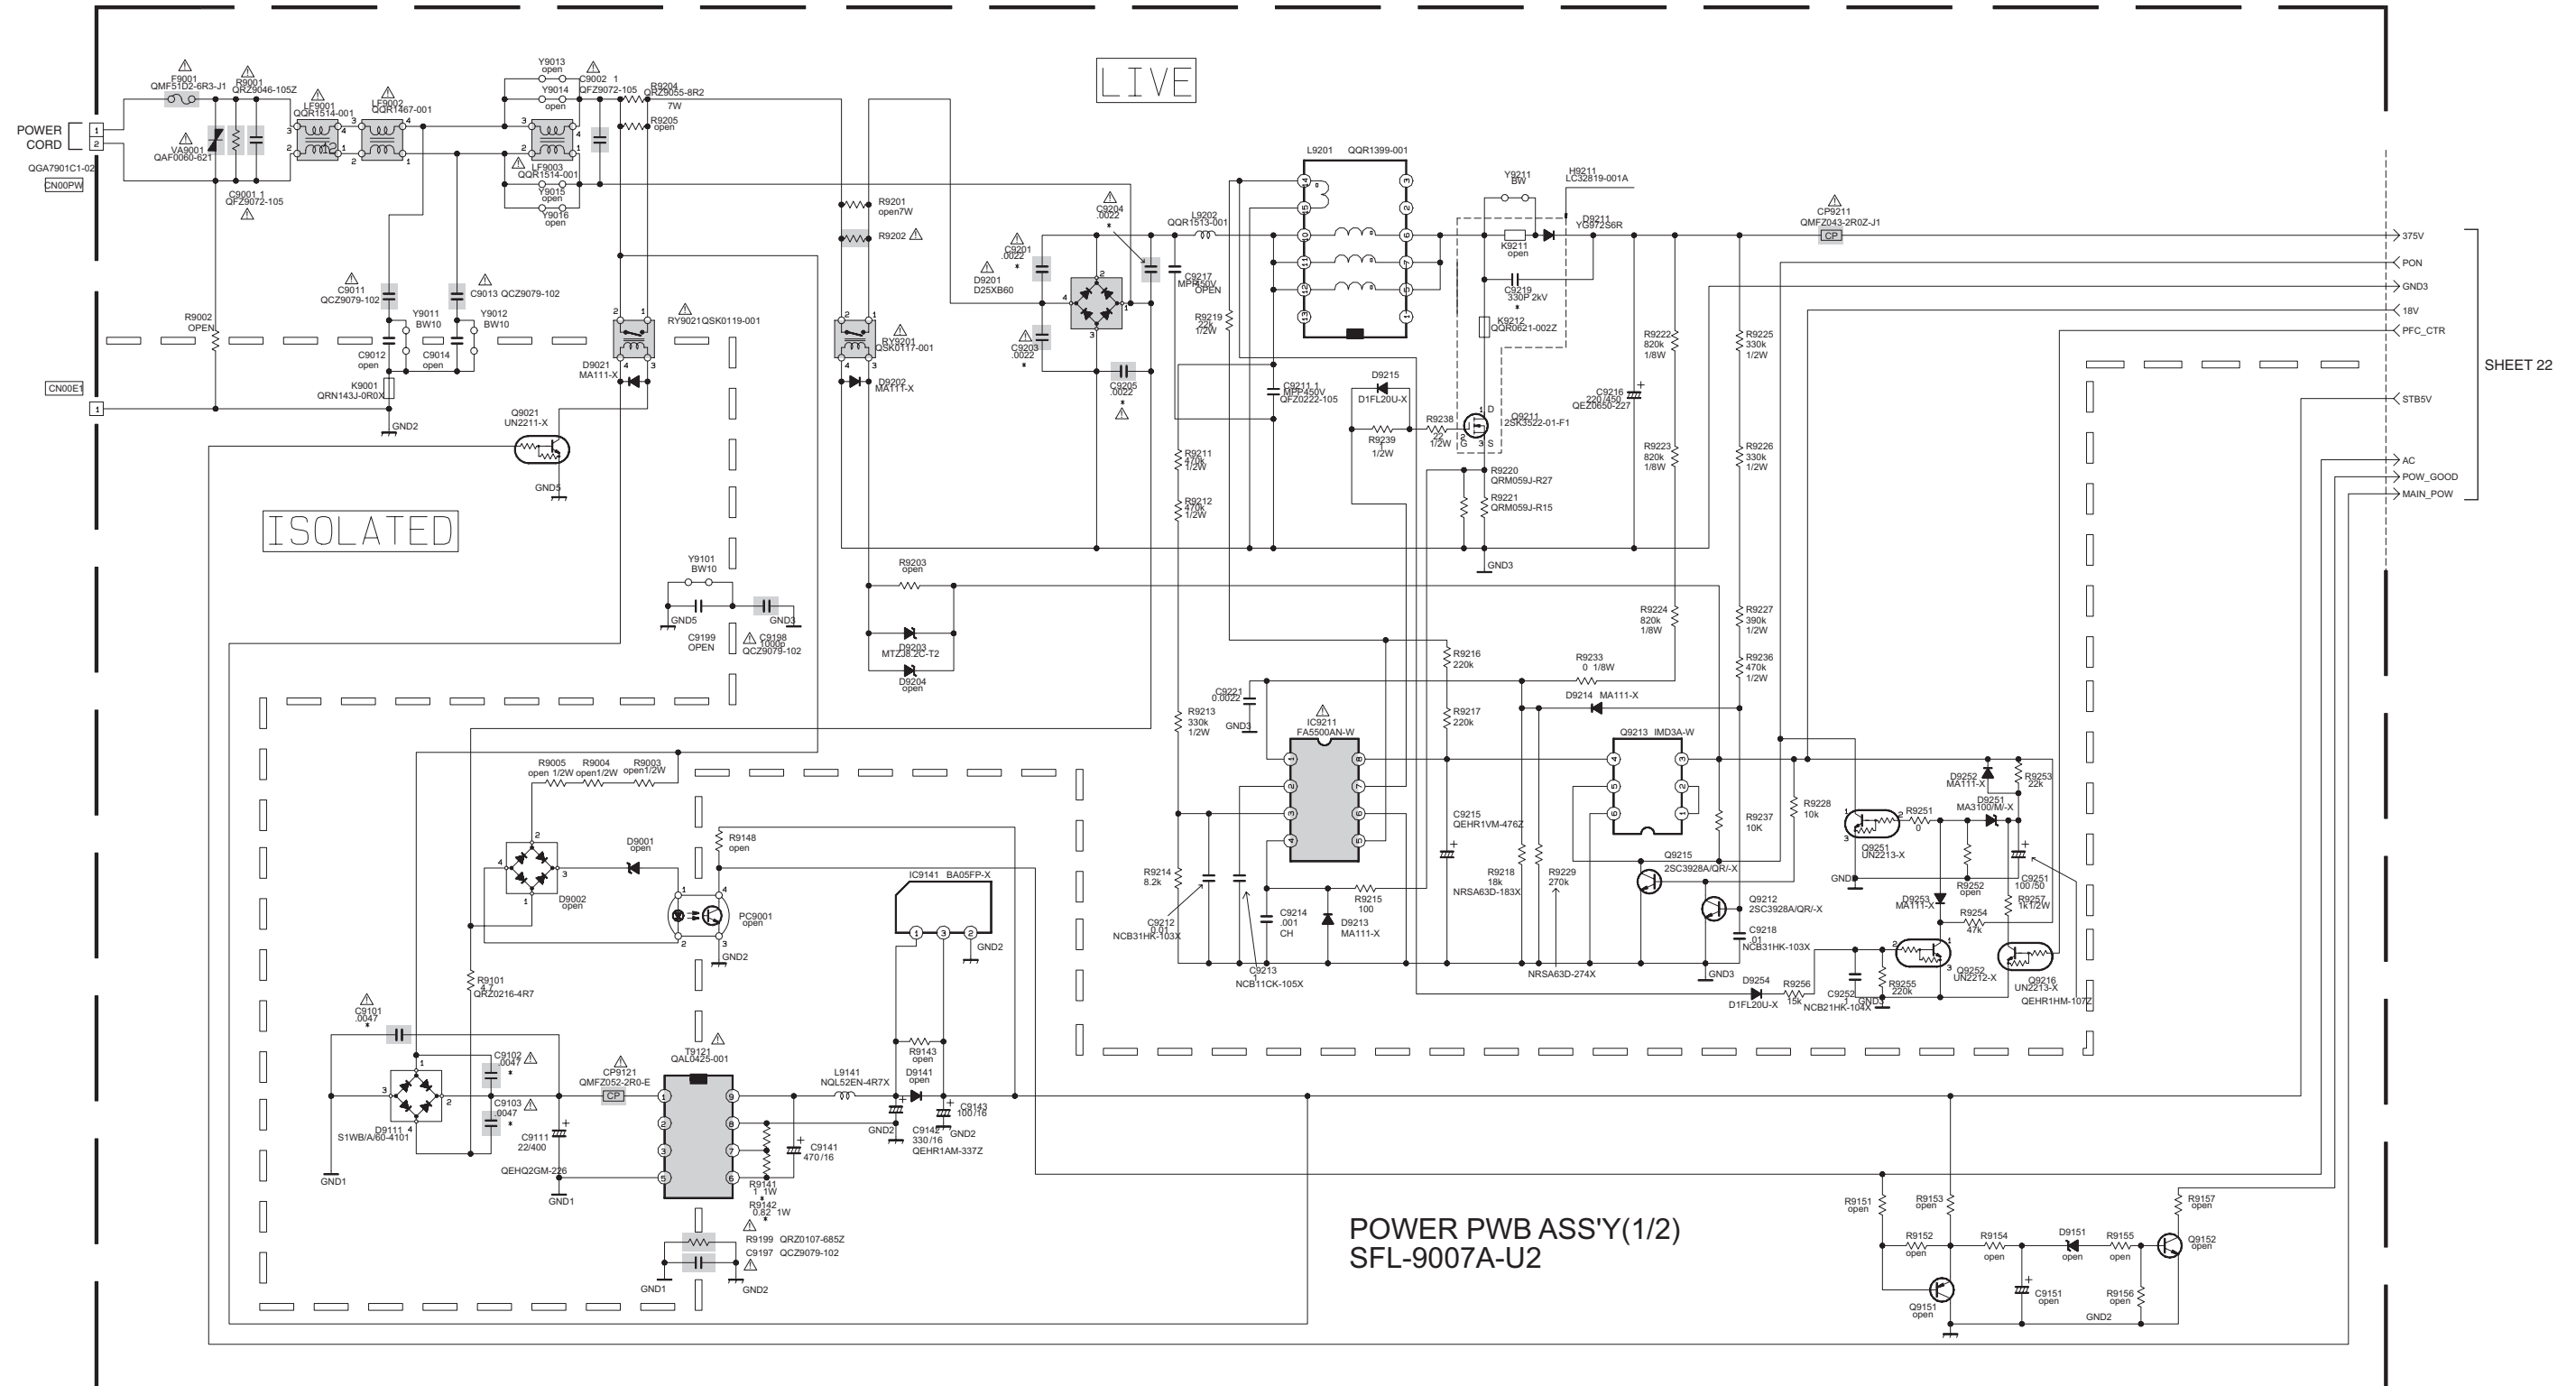 LIVE
POWER
CORD
1
2
QGA7901C1-02
CN00PW
F9001
QMF51D2-6R3-J1
R9001
QRZ9046-105Z
VA9001
QAF0060-621
C9001 1
QFZ9072-105
LF9001
QQR1514-001
LF9002
QQR1467-001
Y9013
open
Y9014
open
C9002 1
QFZ9072-105
R9204
QRZ9055-8R2
7W
R9205
open
LF9003
QQR1514-001
Y9015
open
Y9016
open
R9201
open7W
R9202
C9201
.0022
*
D9201
D25XB60
C9203
.0022
*
C9204
.0022
*
C9205
.0022
*
L9202
QQR1513-001
C9217
MPP450V
OPEN
R9219
22k
1/2W
L9201 QQR1399-001
Y9211
BW
H9211
LC32819-001A
D9211
YG972S6R
K9211
open
C9219
330P 2kV
*
K9212
QQR0621-002Z
CP9211
QMFZ043-2R0Z-J1
CP
375V
PON
GND3
18V
PFC_CTR
STB5V
AC
POW_GOOD
MAIN_POW
SHEET 22
R9002
OPEN
C9011
QCZ9079-102
C9013 QCZ9079-102
Y9011
BW10
Y9012
BW10
C9012
open
C9014
open
K9001
QRN143J-0R0X
CN00E1
1
GND2
RY9021QSK0119-001
D9021
MA111-X
Q9021
UN2211-X
GND5
RY9201
QSK0117-001
D9202
MA111-X
C9211 1
MPP450V
QFZ0222-105
D9215
D1FL20U-X
R9239
1
1/2W
R9238
22
1/2W
Q9211
2SK3522-01-F1
R9220
QRM059J-R27
R9221
QRM059J-R15
GND3
C9216
220/450
QEZ0650-227
R9222
820k
1/8W
R9223
820k
1/8W
R9224
820k
1/8W
R9225
330k
1/2W
R9226
330k
1/2W
R9227
390k
1/2W
R9236
470k
1/2W
R9211
470k
1/2W
R9212
470k
1/2W
R9213
330k
1/2W
ISOLATED
Y9101
BW10
GND5
GND3
C9199
OPEN
C9198
1000p
QCZ9079-102
R9203
open
D9203
MTZJ8.2C-T2
D9204
open
C9221
0.0022
GND3
IC9211
FA5500AN-W
R9216
220k
R9217
220k
R9233
0 1/8W
D9214 MA111-X
Q9213 IMD3A-W
C9215
QEHR1VM-476Z
R9218
18k
NRSA63D-183X
R9229
270k
NRSA63D-274X
R9237
10K
R9228
10k
Q9215
2SC3928A/QR/-X
Q9212
2SC3928A/QR/-X
C9218
.01
NCB31HK-103X
GND3
R9214
8.2k
C9212
0.01
NCB31HK-103X
C9213
1
NCB11CK-105X
C9214
.001
CH
D9213
MA111-X
R9215
100
D9254
D1FL20U-X
R9256
15k
C9252
.1
NCB21HK-104X
GND3
R9255
220k
Q9251
UN2213-X
R9251
0
D9252
MA111-X
R9253
22k
D9251
MA3100/M/-X
R9252
open
C9251
100/50
D9253
MA111-X
R9254
47k
R9257
1k1/2W
Q9252
UN2212-X
Q9216
UN2213-X
QEHR1HM-107Z
R9005
open 1/2W
R9004
open1/2W
R9003
open1/2W
D9001
open
D9002
open
R9148
open
PC9001
open
GND2
IC9141 BA05FP-X
GND2
R9101
4.7
QRZ0216-4R7
C9101
.0047
*
C9102
.0047
*
C9103
.0047
*
D9111
S1WB/A/60-4101
GND1
C9111
22/400
QEHQ2GM-226
GND1
CP9121
QMFZ052-2R0-E
CP
T9121
QAL0425-001
R9141
1 1W
*
R9142
0.82 1W
*
L9141
NQL52EN-4R7X
C9141
470/16
R9143
open
D9141
open
C9142
330/16
QEHR1AM-337Z
GND2
C9143
100/16
GND2
R9199 QRZ0107-685Z
C9197 QCZ9079-102
GND1
GND2
POWER PWB ASS'Y(1/2)
SFL-9007A-U2
R9151
open
R9152
open
R9153
open
R9154
open
D9151
open
R9155
open
R9157
open
Q9152
open
Q9151
open
C9151
open
R9156
open
GND2